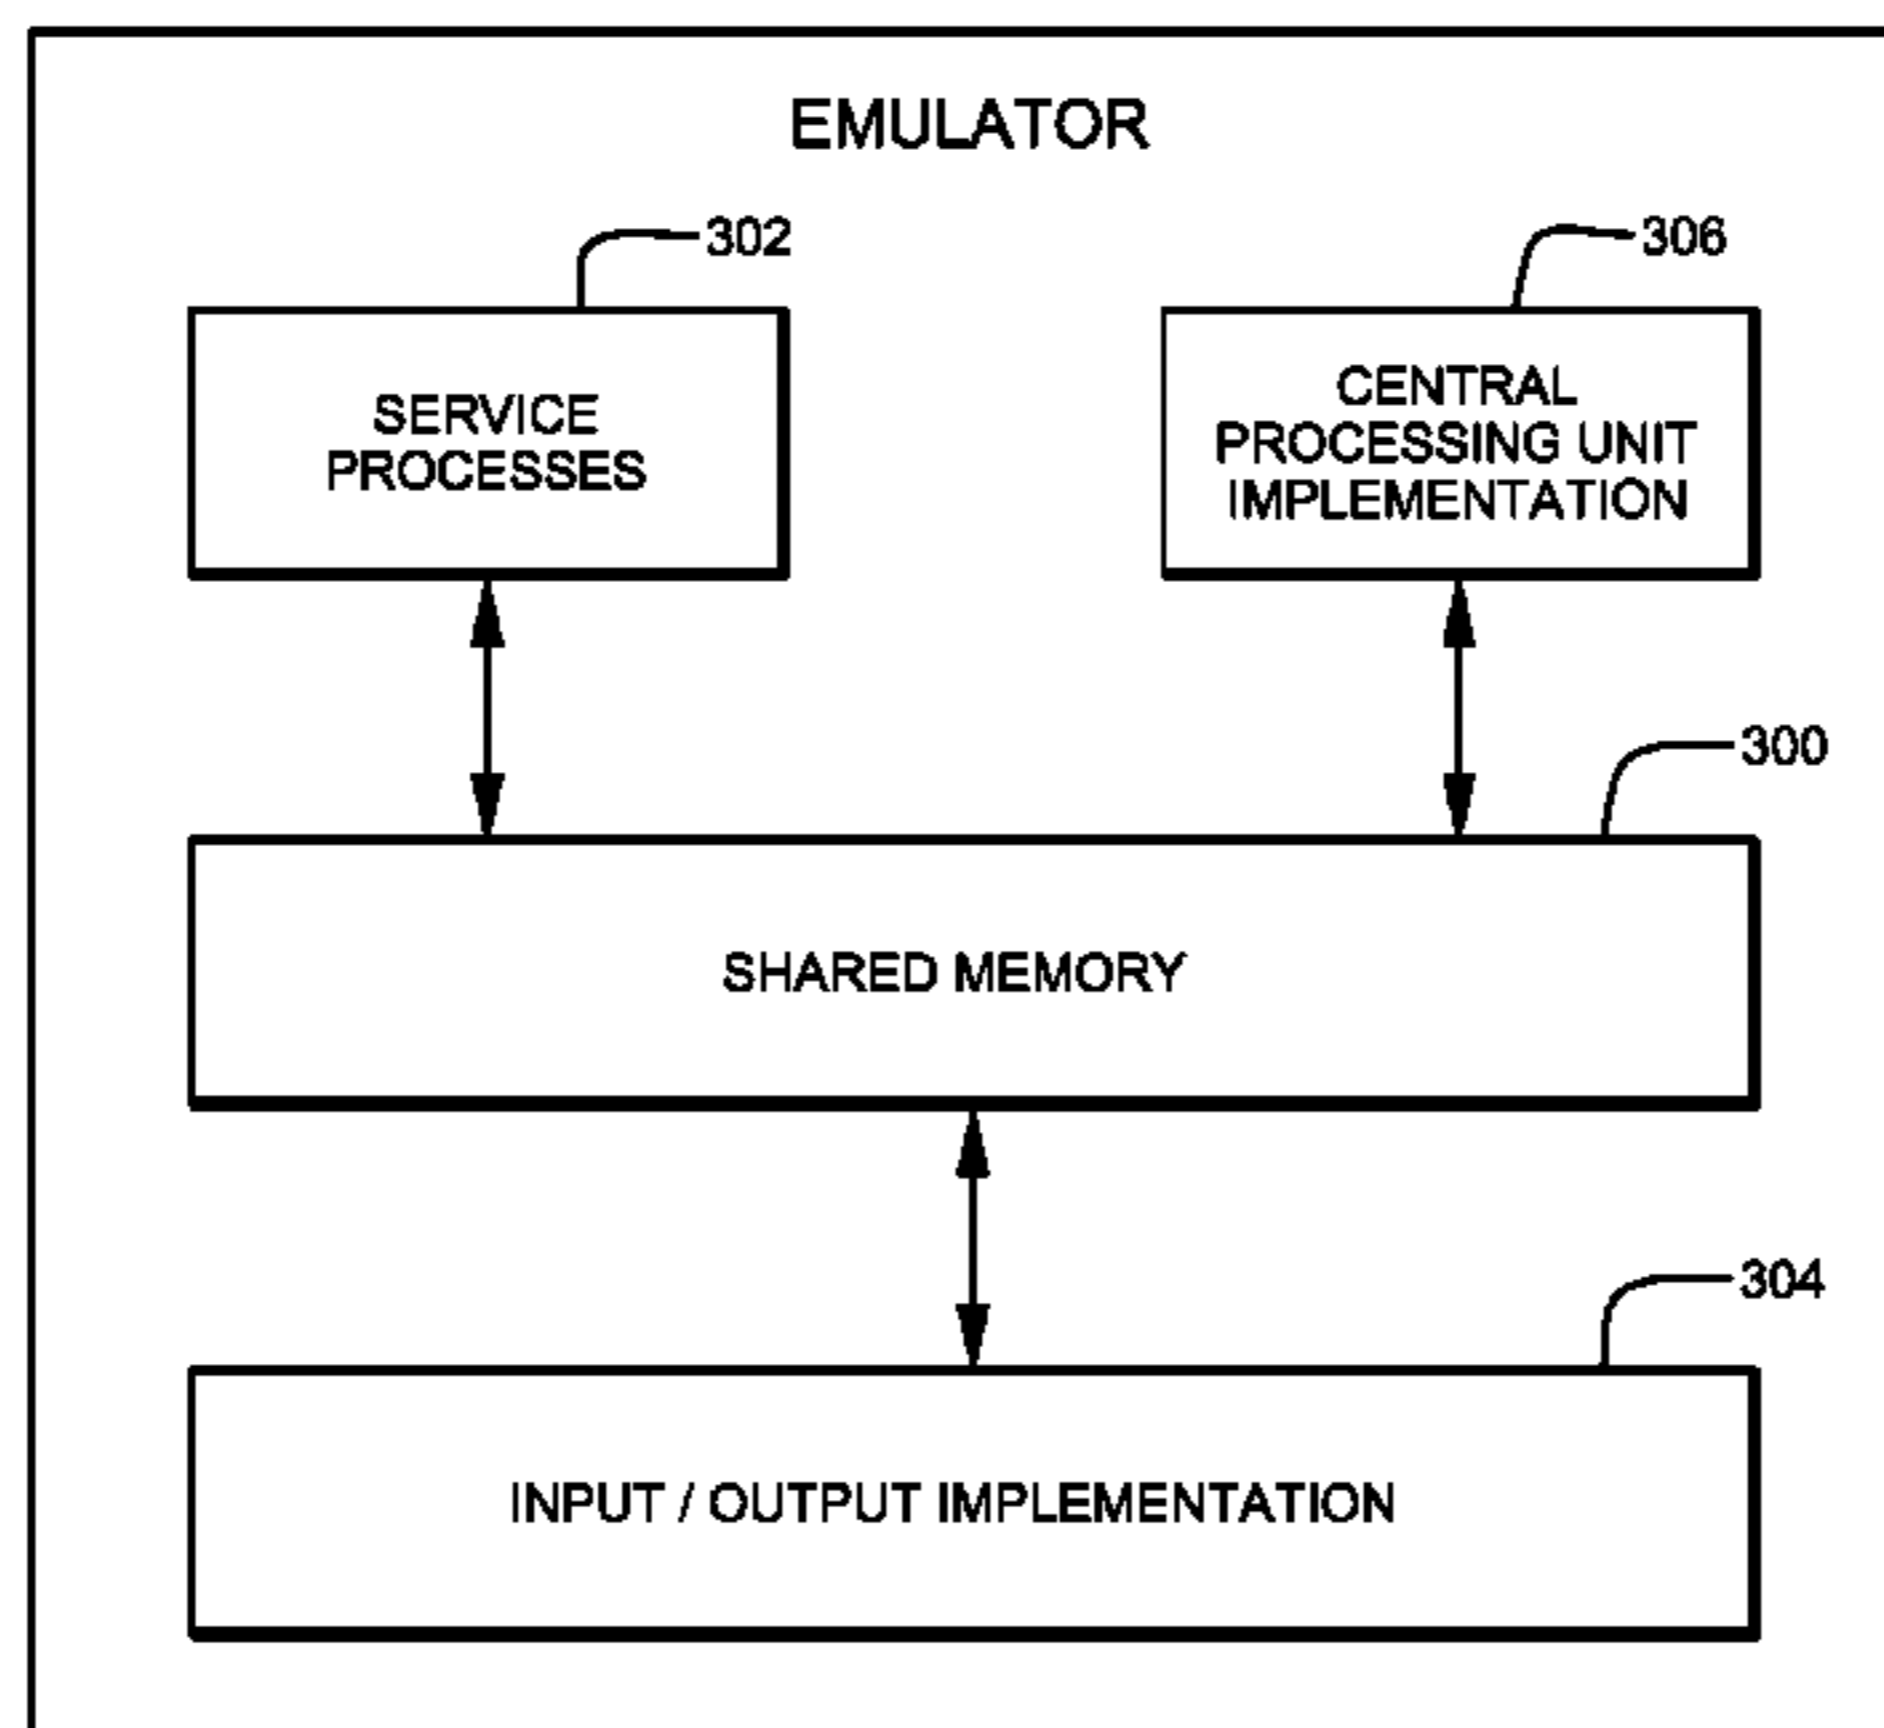 EMULATOR
302
306
SERVICE
PROCESSES
CENTRAL
PROCESSING UNIT
IMPLEMENTATION
300
SHARED MEMORY
304
INPUT / OUTPUT IMPLEMENTATION